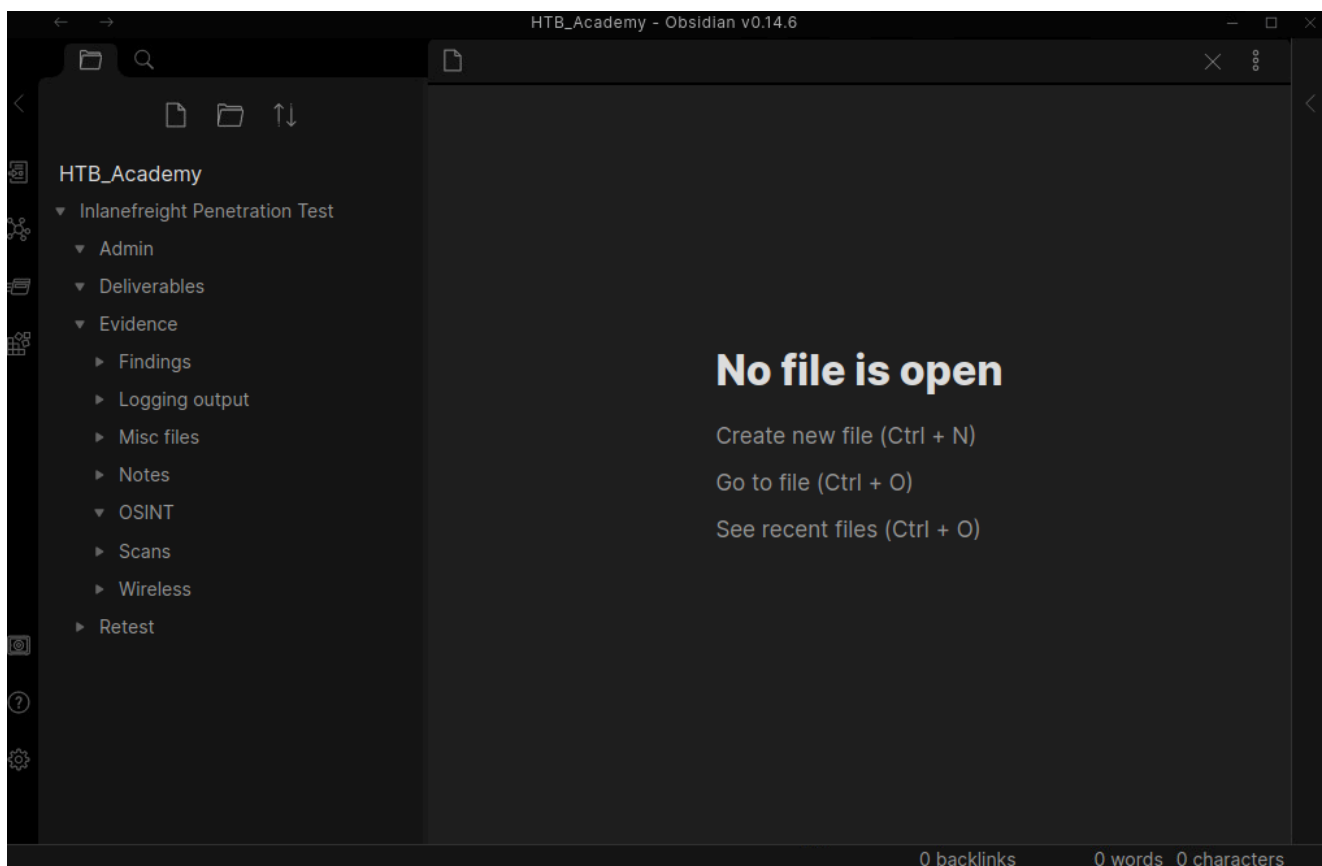 HTB_Academy - Obsidian v0.14.6
HTB_Academy
Inlanefreight Penetration Test
Admin
Deliverables
Evidence
Findings
Logging output
Misc files
Notes
OSINT
Scans
Wireless
Retest
No file is open
Create new file (Ctrl + N)
Go to file (Ctrl + O)
See recent files (Ctrl + O)
0 backlinks 0 words 0 characters